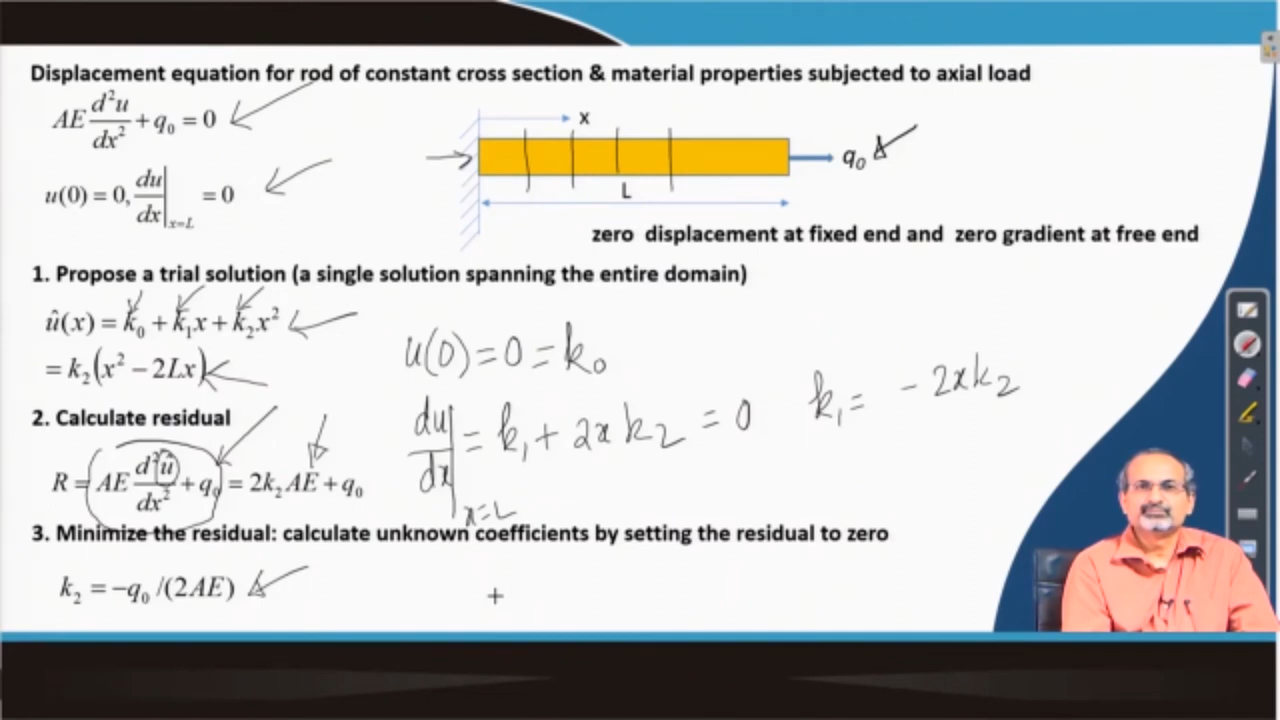 Displacement equation for rod of constant cross section & material properties subjected to axial load
AE d²u/dx² + q₀ = 0
x
q₀
u(0) = 0, du/dx|ₓ₌L = 0
L
zero displacement at fixed end and zero gradient at free end
1. Propose a trial solution (a single solution spanning the entire domain)
û(x) = k₀ + k₁x + k₂x²
= k₂(x² − 2Lx)
u(0) = 0 = k₀
2. Calculate residual
du/dx|ₓ₌L = k₁ + 2xk₂ = 0
k₁ = − 2xk₂
R = AE d²û/dx² + q₀ = 2k₂AE + q₀
3. Minimize the residual: calculate unknown coefficients by setting the residual to zero
k₂ = −q₀ /(2AE)